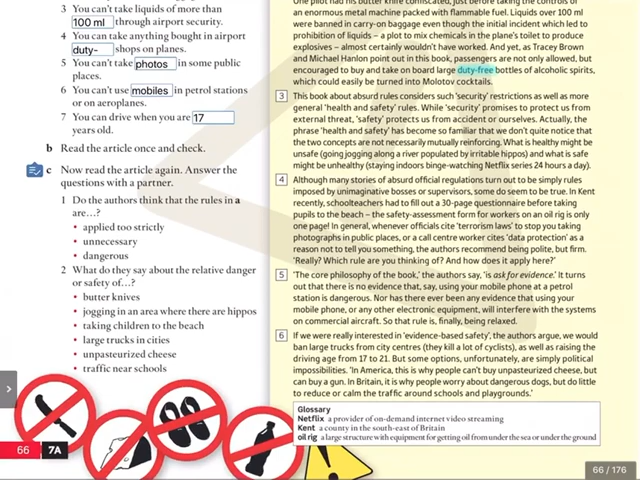 3 You can't take liquids of more than
100 ml through airport security.
4 You can take anything bought in airport
duty- shops on planes.
5 You can't take photos in some public
places.
6 You can't use mobiles in petrol stations
or on aeroplanes.
7 You can drive when you are 17
years old.
b Read the article once and check.
c Now read the article again. Answer the
questions with a partner.
1 Do the authors think that the rules in a
are...?
• applied too strictly
• unnecessary
• dangerous
2 What do they say about the relative danger
or safety of...?
• butter knives
• jogging in an area where there are hippos
• taking children to the beach
• large trucks in cities
• unpasteurized cheese
• traffic near schools
66 7A
One pilot had his butter knife confiscated, just before taking the controls of
an enormous metal machine packed with flammable fuel. Liquids over 100 ml
were banned in carry-on baggage even though the initial incident which led to
prohibition of liquids – a plot to mix chemicals in the plane's toilet to produce
explosives – almost certainly wouldn't have worked. And yet, as Tracey Brown
and Michael Hanlon point out in this book, passengers are not only allowed, but
encouraged to buy and take on board large duty-free bottles of alcoholic spirits,
which could easily be turned into Molotov cocktails.
3 This book about absurd rules considers such 'security' restrictions as well as more
general 'health and safety' rules. While 'security' promises to protect us from
external threat, 'safety' protects us from accident or ourselves. Actually, the
phrase 'health and safety' has become so familiar that we don't quite notice that
the two concepts are not necessarily mutually reinforcing. What is healthy might be
unsafe (going jogging along a river populated by irritable hippos) and what is safe
might be unhealthy (staying indoors binge-watching Netflix series 24 hours a day).
4 Although many stories of absurd official regulations turn out to be simply rules
imposed by unimaginative bosses or supervisors, some do seem to be true. In Kent
recently, schoolteachers had to fill out a 30-page questionnaire before taking
pupils to the beach – the safety-assessment form for workers on an oil rig is only
one page! In general, whenever officials cite 'terrorism laws' to stop you taking
photographs in public places, or a call centre worker cites 'data protection' as a
reason not to tell you something, the authors recommend being polite, but firm.
'Really? Which rule are you thinking of? And how does it apply here?'
5 'The core philosophy of the book,' the authors say, 'is ask for evidence.' It turns
out that there is no evidence that, say, using your mobile phone at a petrol
station is dangerous. Nor has there ever been any evidence that using your
mobile phone, or any other electronic equipment, will interfere with the systems
on commercial aircraft. So that rule is, finally, being relaxed.
6 If we were really interested in 'evidence-based safety', the authors argue, we would
ban large trucks from city centres (they kill a lot of cyclists), as well as raising the
driving age from 17 to 21. But some options, unfortunately, are simply political
impossibilities. 'In America, this is why people can't buy unpasteurized cheese, but
can buy a gun. In Britain, it is why people worry about dangerous dogs, but do little
to reduce or calm the traffic around schools and playgrounds.'
Glossary
Netflix a provider of on-demand internet video streaming
Kent a county in the south-east of Britain
oil rig a large structure with equipment for getting oil from under the sea or under the ground
66 / 176